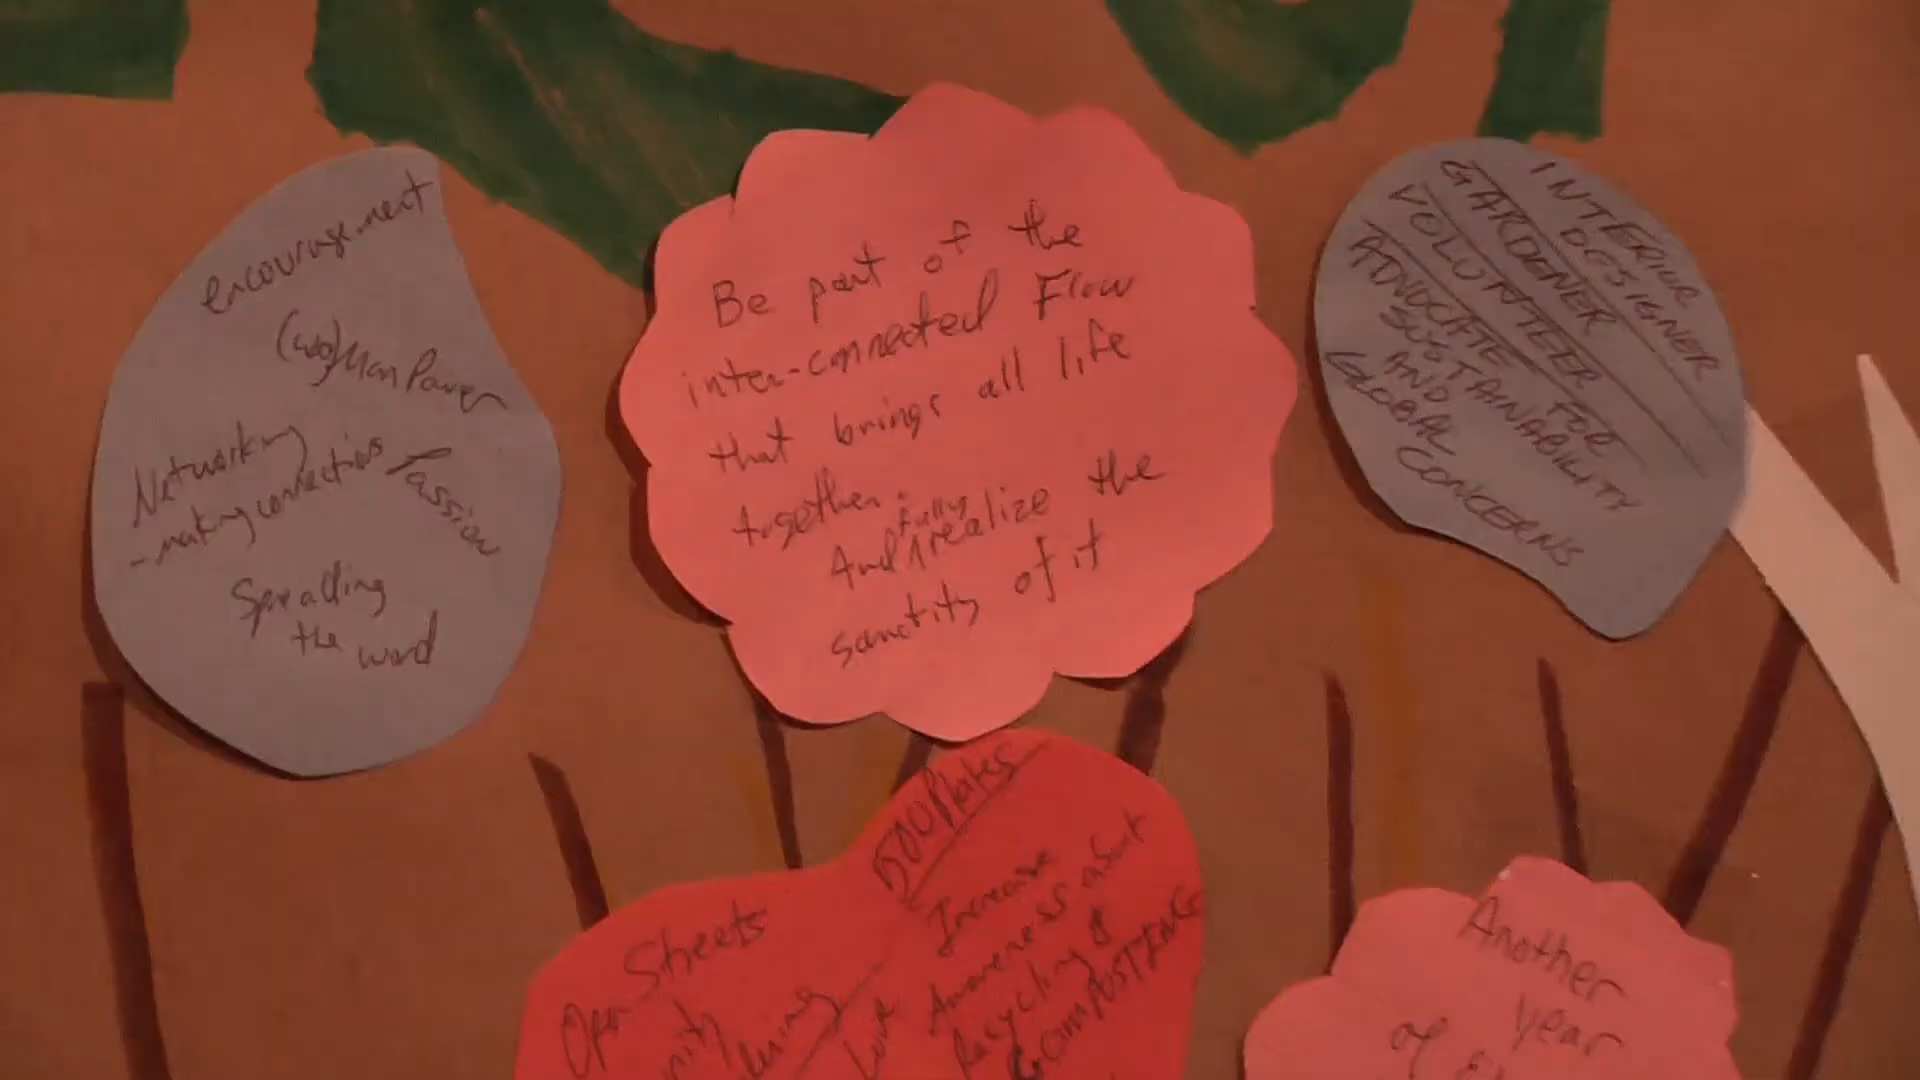 encouragement
(wo)Man Power
Networking
- making connections
Passion
Spreading
the word
Be part of the
inter-connected Flow
that brings all life
together.
And fully realize the
sanctity of it
INTERIOR
DESIGNER
GARDENER
VOLUNTEER
ADVOCATE FOR
SUSTAINABILITY
AND
GLOBAL
CONCERNS
500 Plates
Increase
Awareness about
Recycling &
COMPOSTING
Open Streets
Another
year
of